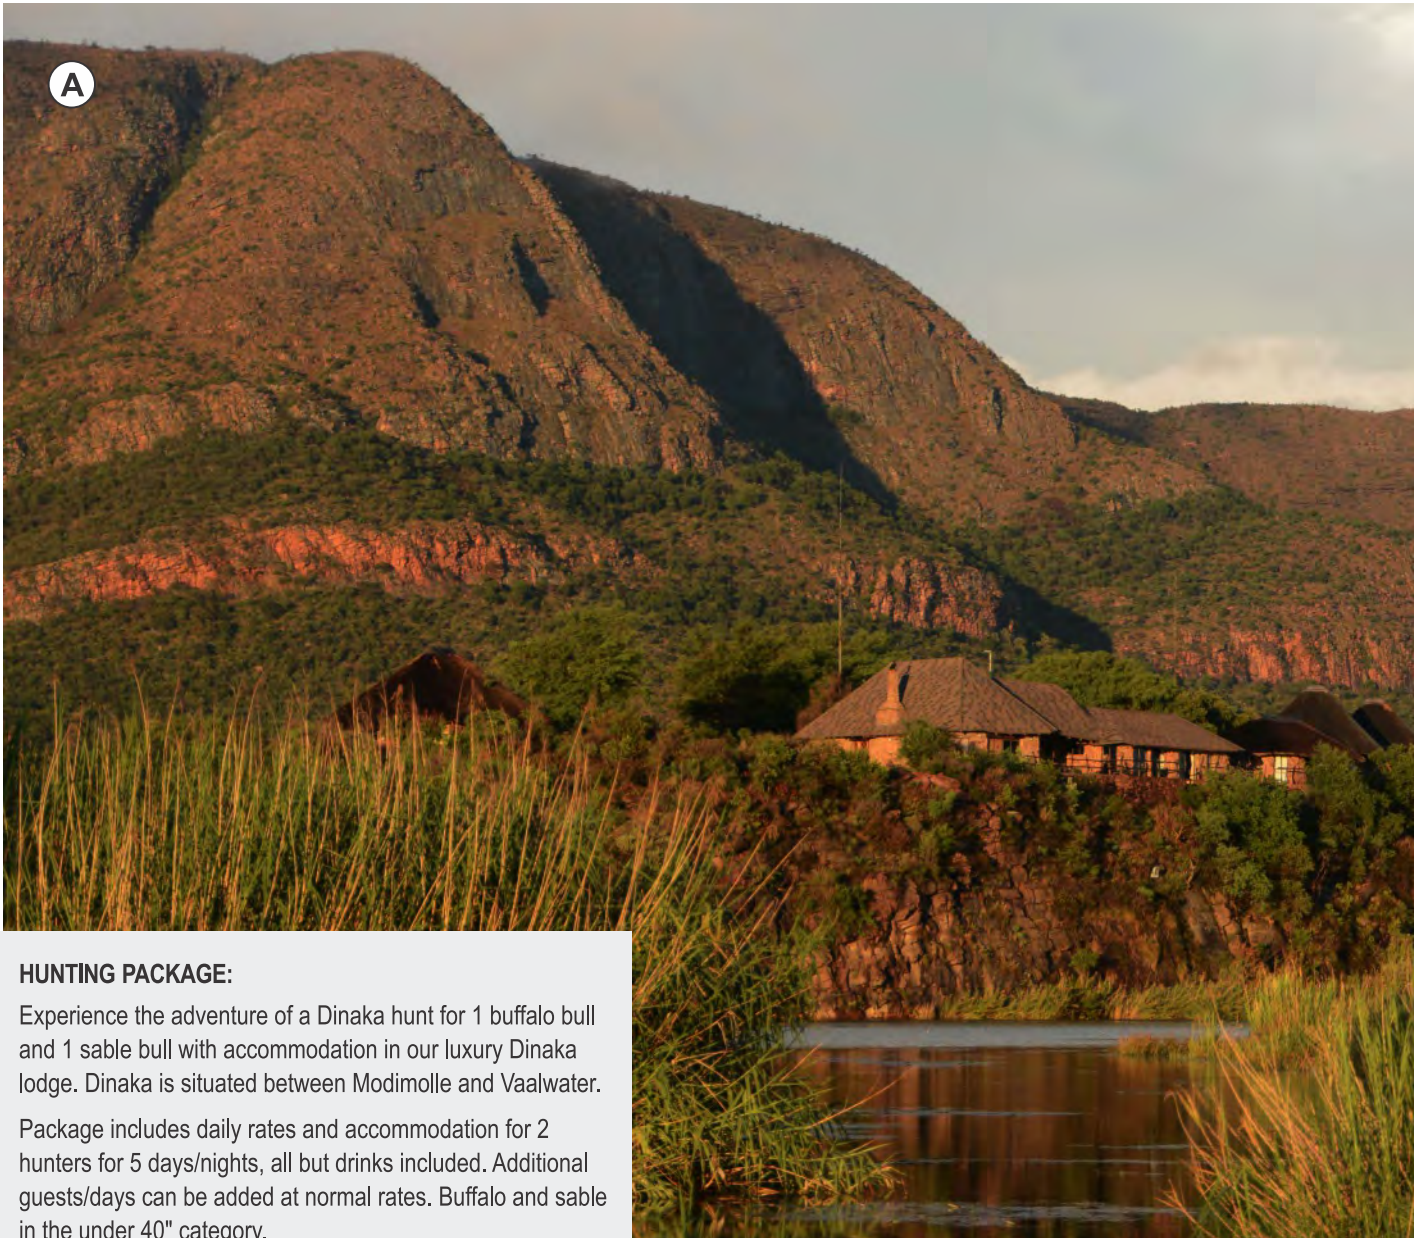 A
HUNTING PACKAGE:
Experience the adventure of a Dinaka hunt for 1 buffalo bull
and 1 sable bull with accommodation in our luxury Dinaka
lodge. Dinaka is situated between Modimolle and Vaalwater.
Package includes daily rates and accommodation for 2
hunters for 5 days/nights, all but drinks included. Additional
guests/days can be added at normal rates. Buffalo and sable
in the under 40" category.